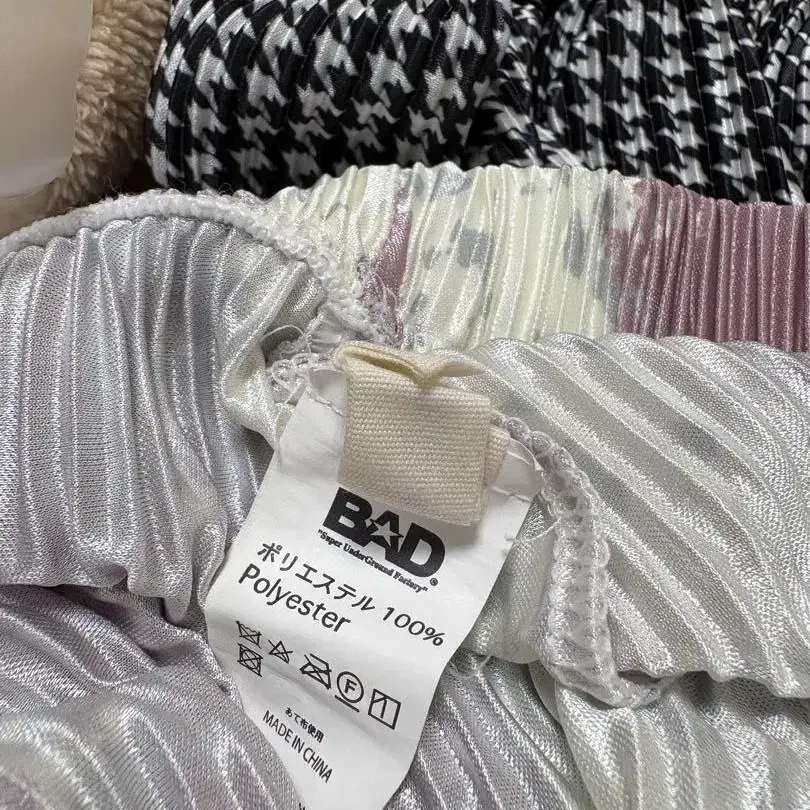 BAD®
"Super UnderGround Factory"
ポリエステル 100%
Polyester
F
あて布使用
MADE IN CHINA